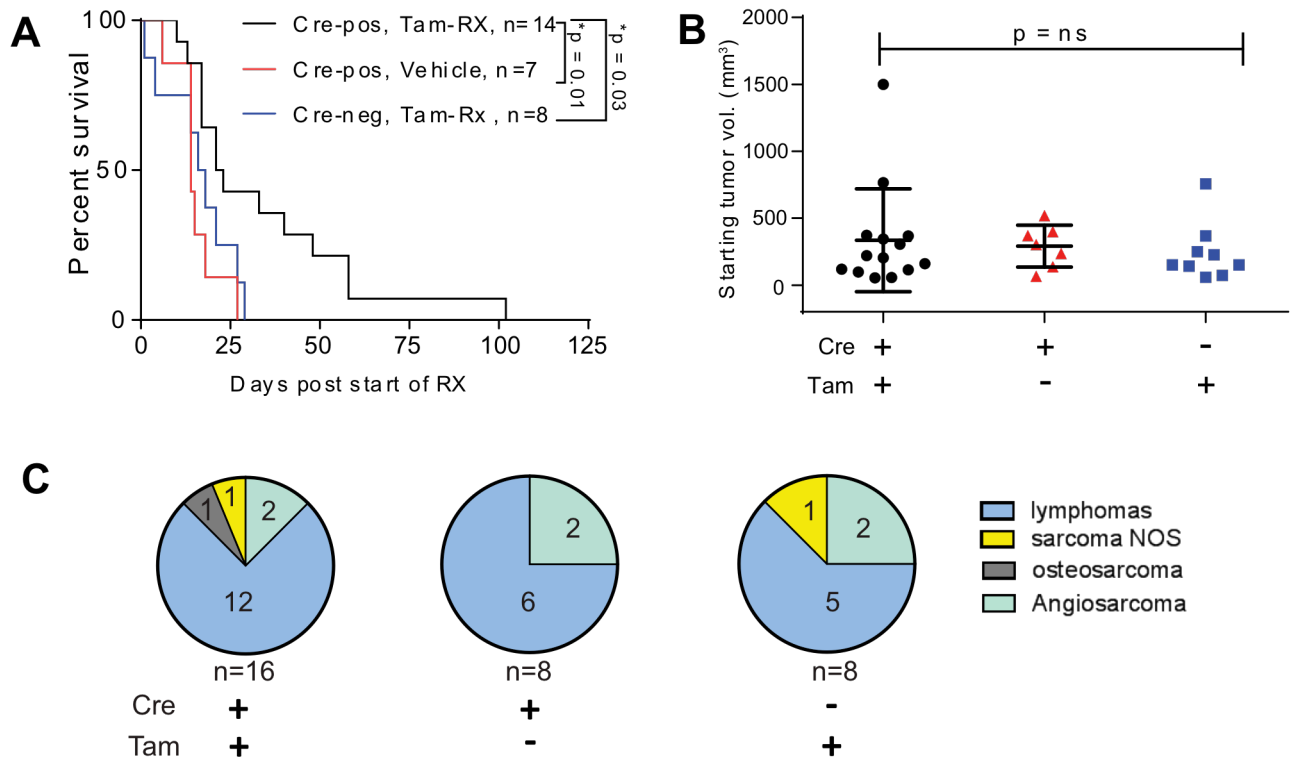 A
Percent survival
100
50
0
0 25 50 75 100 125
Days post start of RX
Cre-pos, Tam-RX, n=14
Cre-pos, Vehicle, n=7
Cre-neg, Tam-Rx, n=8
*p = 0.01
*p = 0.03
B
Starting tumor vol. (mm³)
2000
1500
1000
500
0
p = ns
Cre + + -
Tam + - +
C
1 1 2
12
2
6
1 2
5
lymphomas
sarcoma NOS
osteosarcoma
Angiosarcoma
n=16 n=8 n=8
Cre + + -
Tam + - +